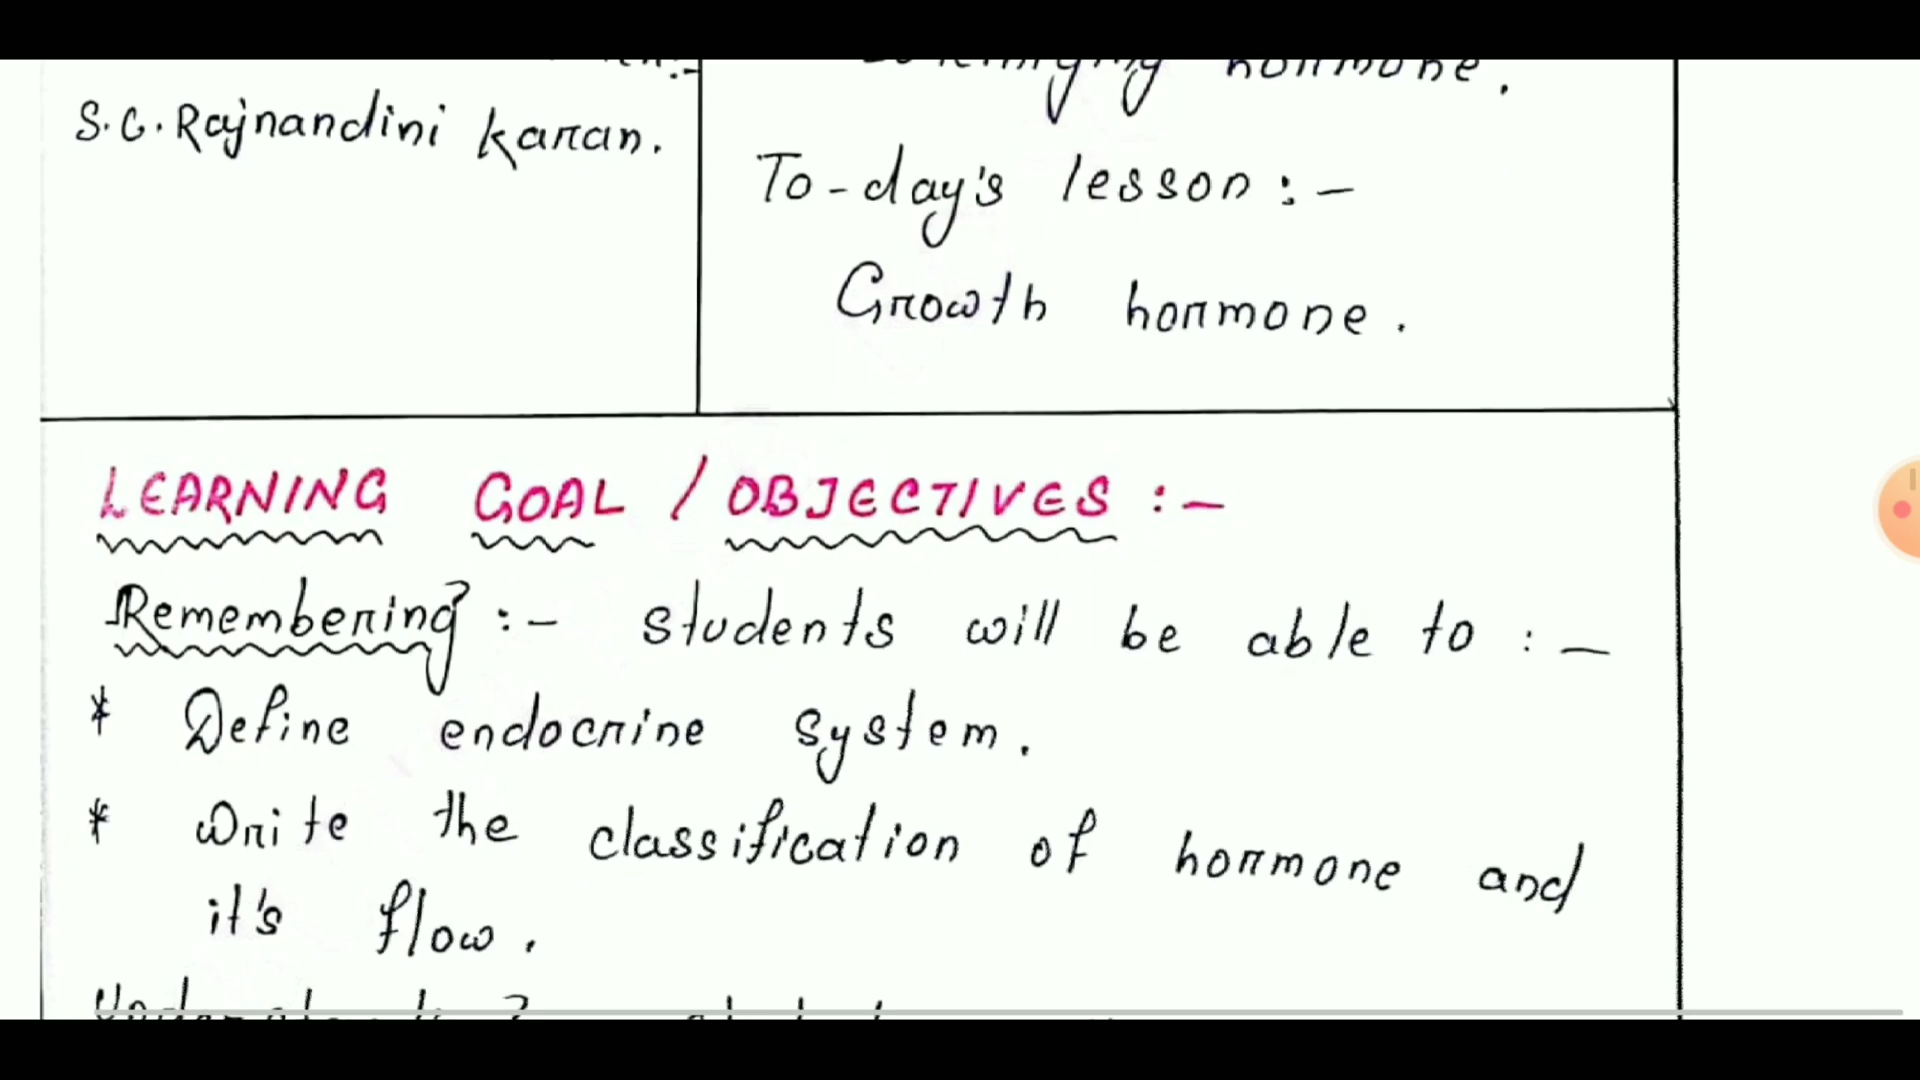 hormone.
S.C. Rajnandini Karan.
To-day's lesson :-
Growth hormone.
LEARNING GOAL / OBJECTIVES :-
Remembering :- students will be able to :-
* Define endocrine system.
* Write the classification of hormone and
it's flow.